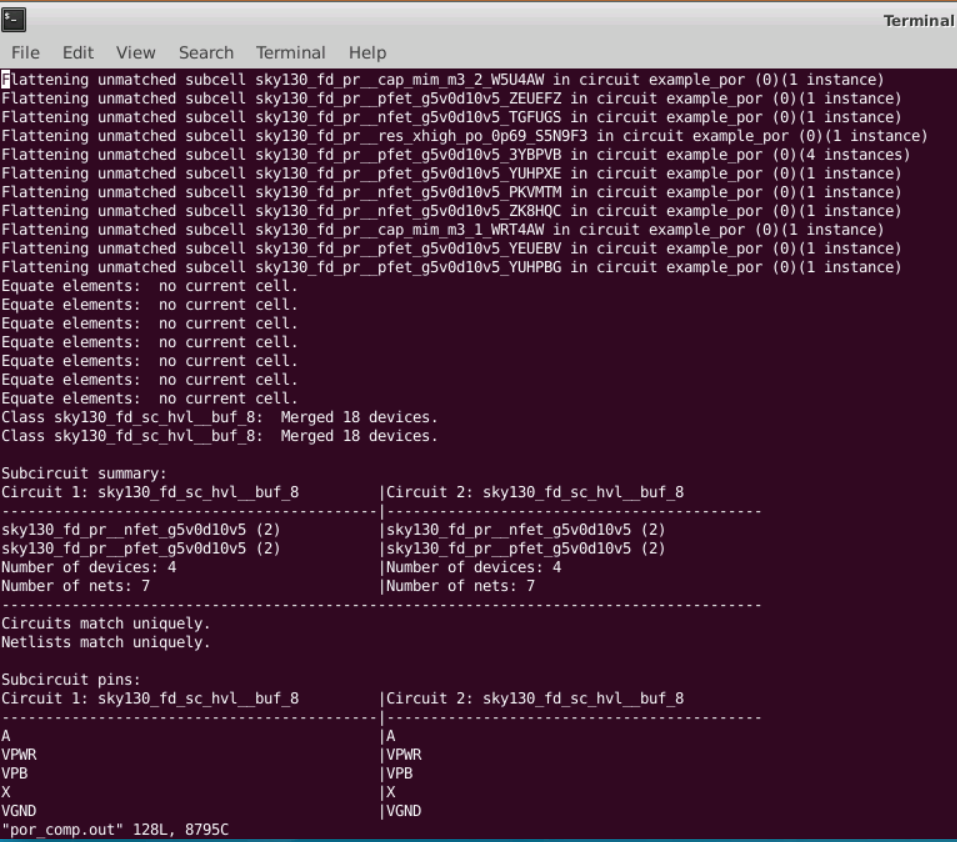 Terminal
File Edit View Search Terminal Help
Flattening unmatched subcell sky130_fd_pr__cap_mim_m3_2_W5U4AW in circuit example_por (0)(1 instance)
Flattening unmatched subcell sky130_fd_pr__pfet_g5v0d10v5_ZEUEFZ in circuit example_por (0)(1 instance)
Flattening unmatched subcell sky130_fd_pr__nfet_g5v0d10v5_TGFUGS in circuit example_por (0)(1 instance)
Flattening unmatched subcell sky130_fd_pr__res_xhigh_po_0p69_S5N9F3 in circuit example_por (0)(1 instance)
Flattening unmatched subcell sky130_fd_pr__pfet_g5v0d10v5_3YBPVB in circuit example_por (0)(4 instances)
Flattening unmatched subcell sky130_fd_pr__pfet_g5v0d10v5_YUHPXE in circuit example_por (0)(1 instance)
Flattening unmatched subcell sky130_fd_pr__nfet_g5v0d10v5_PKVMTM in circuit example_por (0)(1 instance)
Flattening unmatched subcell sky130_fd_pr__nfet_g5v0d10v5_ZK8HQC in circuit example_por (0)(1 instance)
Flattening unmatched subcell sky130_fd_pr__cap_mim_m3_1_WRT4AW in circuit example_por (0)(1 instance)
Flattening unmatched subcell sky130_fd_pr__pfet_g5v0d10v5_YEUEBV in circuit example_por (0)(1 instance)
Flattening unmatched subcell sky130_fd_pr__pfet_g5v0d10v5_YUHPBG in circuit example_por (0)(1 instance)
Equate elements:  no current cell.
Equate elements:  no current cell.
Equate elements:  no current cell.
Equate elements:  no current cell.
Equate elements:  no current cell.
Equate elements:  no current cell.
Equate elements:  no current cell.
Class sky130_fd_sc_hvl__buf_8:  Merged 18 devices.
Class sky130_fd_sc_hvl__buf_8:  Merged 18 devices.
Subcircuit summary:
Circuit 1: sky130_fd_sc_hvl__buf_8         |Circuit 2: sky130_fd_sc_hvl__buf_8
-------------------------------------------|-------------------------------------------
sky130_fd_pr__nfet_g5v0d10v5 (2)           |sky130_fd_pr__nfet_g5v0d10v5 (2)
sky130_fd_pr__pfet_g5v0d10v5 (2)           |sky130_fd_pr__pfet_g5v0d10v5 (2)
Number of devices: 4                       |Number of devices: 4
Number of nets: 7                          |Number of nets: 7
---------------------------------------------------------------------------------------
Circuits match uniquely.
Netlists match uniquely.
Subcircuit pins:
Circuit 1: sky130_fd_sc_hvl__buf_8         |Circuit 2: sky130_fd_sc_hvl__buf_8
-------------------------------------------|-------------------------------------------
A                                          |A
VPWR                                       |VPWR
VPB                                        |VPB
X                                          |X
VGND                                       |VGND
"por_comp.out" 128L, 8795C